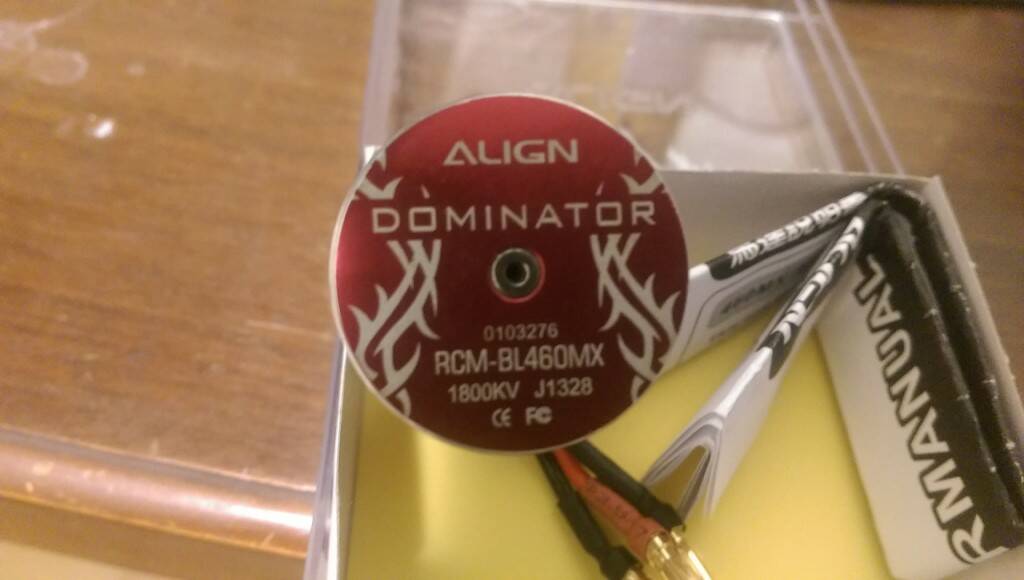 ALIGN
DOMINATOR
0103276
RCM-BL460MX
1800KV J1328
CE FC
R MANUAL